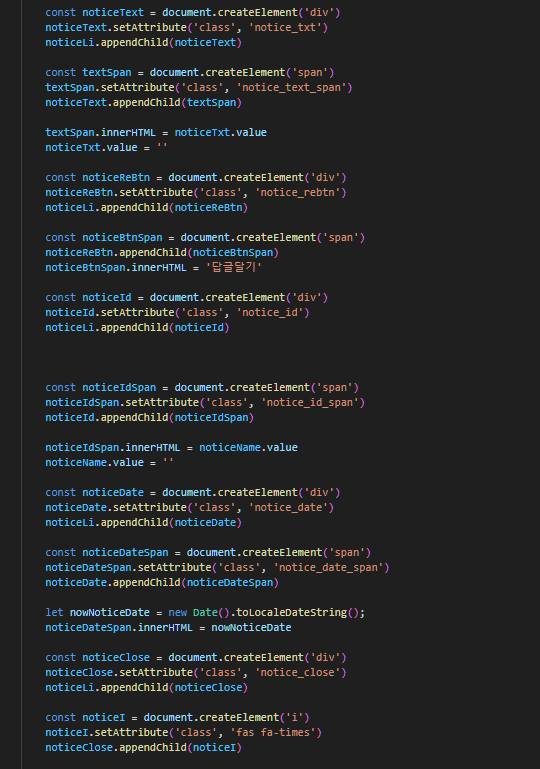 const noticeText = document.createElement('div')
noticeText.setAttribute('class', 'notice_txt')
noticeLi.appendChild(noticeText)
const textSpan = document.createElement('span')
textSpan.setAttribute('class', 'notice_text_span')
noticeText.appendChild(textSpan)
textSpan.innerHTML = noticeTxt.value
noticeTxt.value = ''
const noticeReBtn = document.createElement('div')
noticeReBtn.setAttribute('class', 'notice_rebtn')
noticeLi.appendChild(noticeReBtn)
const noticeBtnSpan = document.createElement('span')
noticeReBtn.appendChild(noticeBtnSpan)
noticeBtnSpan.innerHTML = '답글달기'
const noticeId = document.createElement('div')
noticeId.setAttribute('class', 'notice_id')
noticeLi.appendChild(noticeId)
const noticeIdSpan = document.createElement('span')
noticeIdSpan.setAttribute('class', 'notice_id_span')
noticeId.appendChild(noticeIdSpan)
noticeIdSpan.innerHTML = noticeName.value
noticeName.value = ''
const noticeDate = document.createElement('div')
noticeDate.setAttribute('class', 'notice_date')
noticeLi.appendChild(noticeDate)
const noticeDateSpan = document.createElement('span')
noticeDateSpan.setAttribute('class', 'notice_date_span')
noticeDate.appendChild(noticeDateSpan)
let nowNoticeDate = new Date().toLocaleDateString();
noticeDateSpan.innerHTML = nowNoticeDate
const noticeClose = document.createElement('div')
noticeClose.setAttribute('class', 'notice_close')
noticeLi.appendChild(noticeClose)
const noticeI = document.createElement('i')
noticeI.setAttribute('class', 'fas fa-times')
noticeClose.appendChild(noticeI)